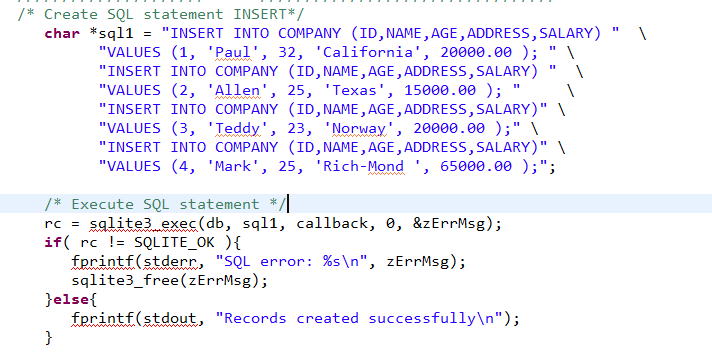 /* Create SQL statement INSERT*/
char *sql1 = "INSERT INTO COMPANY (ID,NAME,AGE,ADDRESS,SALARY) "  \
"VALUES (1, 'Paul', 32, 'California', 20000.00 ); " \
"INSERT INTO COMPANY (ID,NAME,AGE,ADDRESS,SALARY) "  \
"VALUES (2, 'Allen', 25, 'Texas', 15000.00 ); "     \
"INSERT INTO COMPANY (ID,NAME,AGE,ADDRESS,SALARY)" \
"VALUES (3, 'Teddy', 23, 'Norway', 20000.00 );" \
"INSERT INTO COMPANY (ID,NAME,AGE,ADDRESS,SALARY)" \
"VALUES (4, 'Mark', 25, 'Rich-Mond ', 65000.00 );";
/* Execute SQL statement */
rc = sqlite3_exec(db, sql1, callback, 0, &zErrMsg);
if( rc != SQLITE_OK ){
fprintf(stderr, "SQL error: %s\n", zErrMsg);
sqlite3_free(zErrMsg);
}else{
fprintf(stdout, "Records created successfully\n");
}